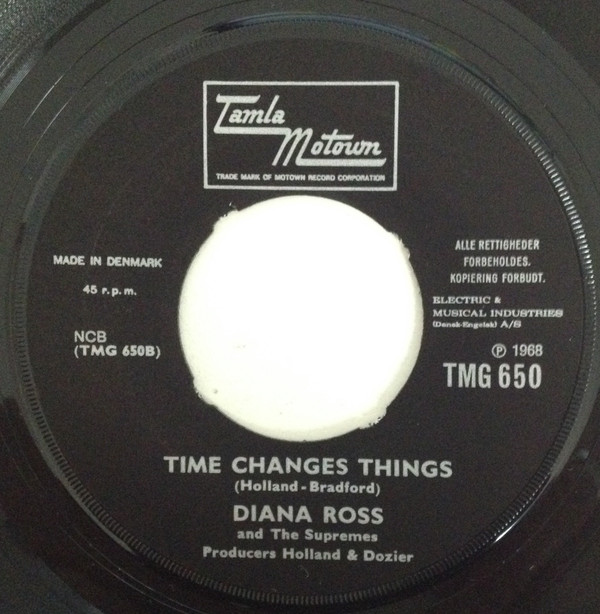 Tamla
Motown
TRADE MARK OF MOTOWN RECORD CORPORATION
MADE IN DENMARK
45 r.p.m.
NCB
(TMG 650B)
ALLE RETTIGHEDER
FORBEHOLDES.
KOPIERING FORBUDT.
ELECTRIC &
MUSICAL INDUSTRIES
(Dansk-Engelsk) A/S
Ⓟ 1968
TMG 650
TIME CHANGES THINGS
(Holland-Bradford)
DIANA ROSS
and The Supremes
Producers Holland & Dozier